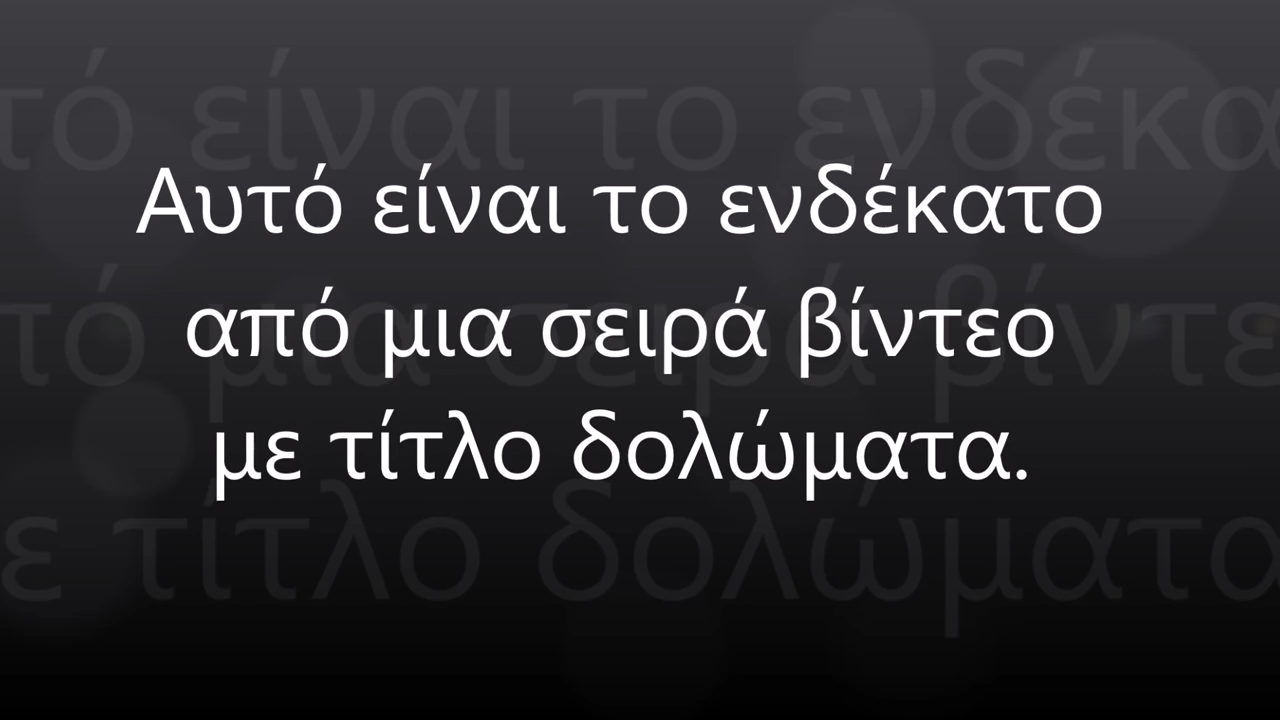 Αυτό είναι το ενδέκατο
από μια σειρά βίντεο
με τίτλο δολώματα.